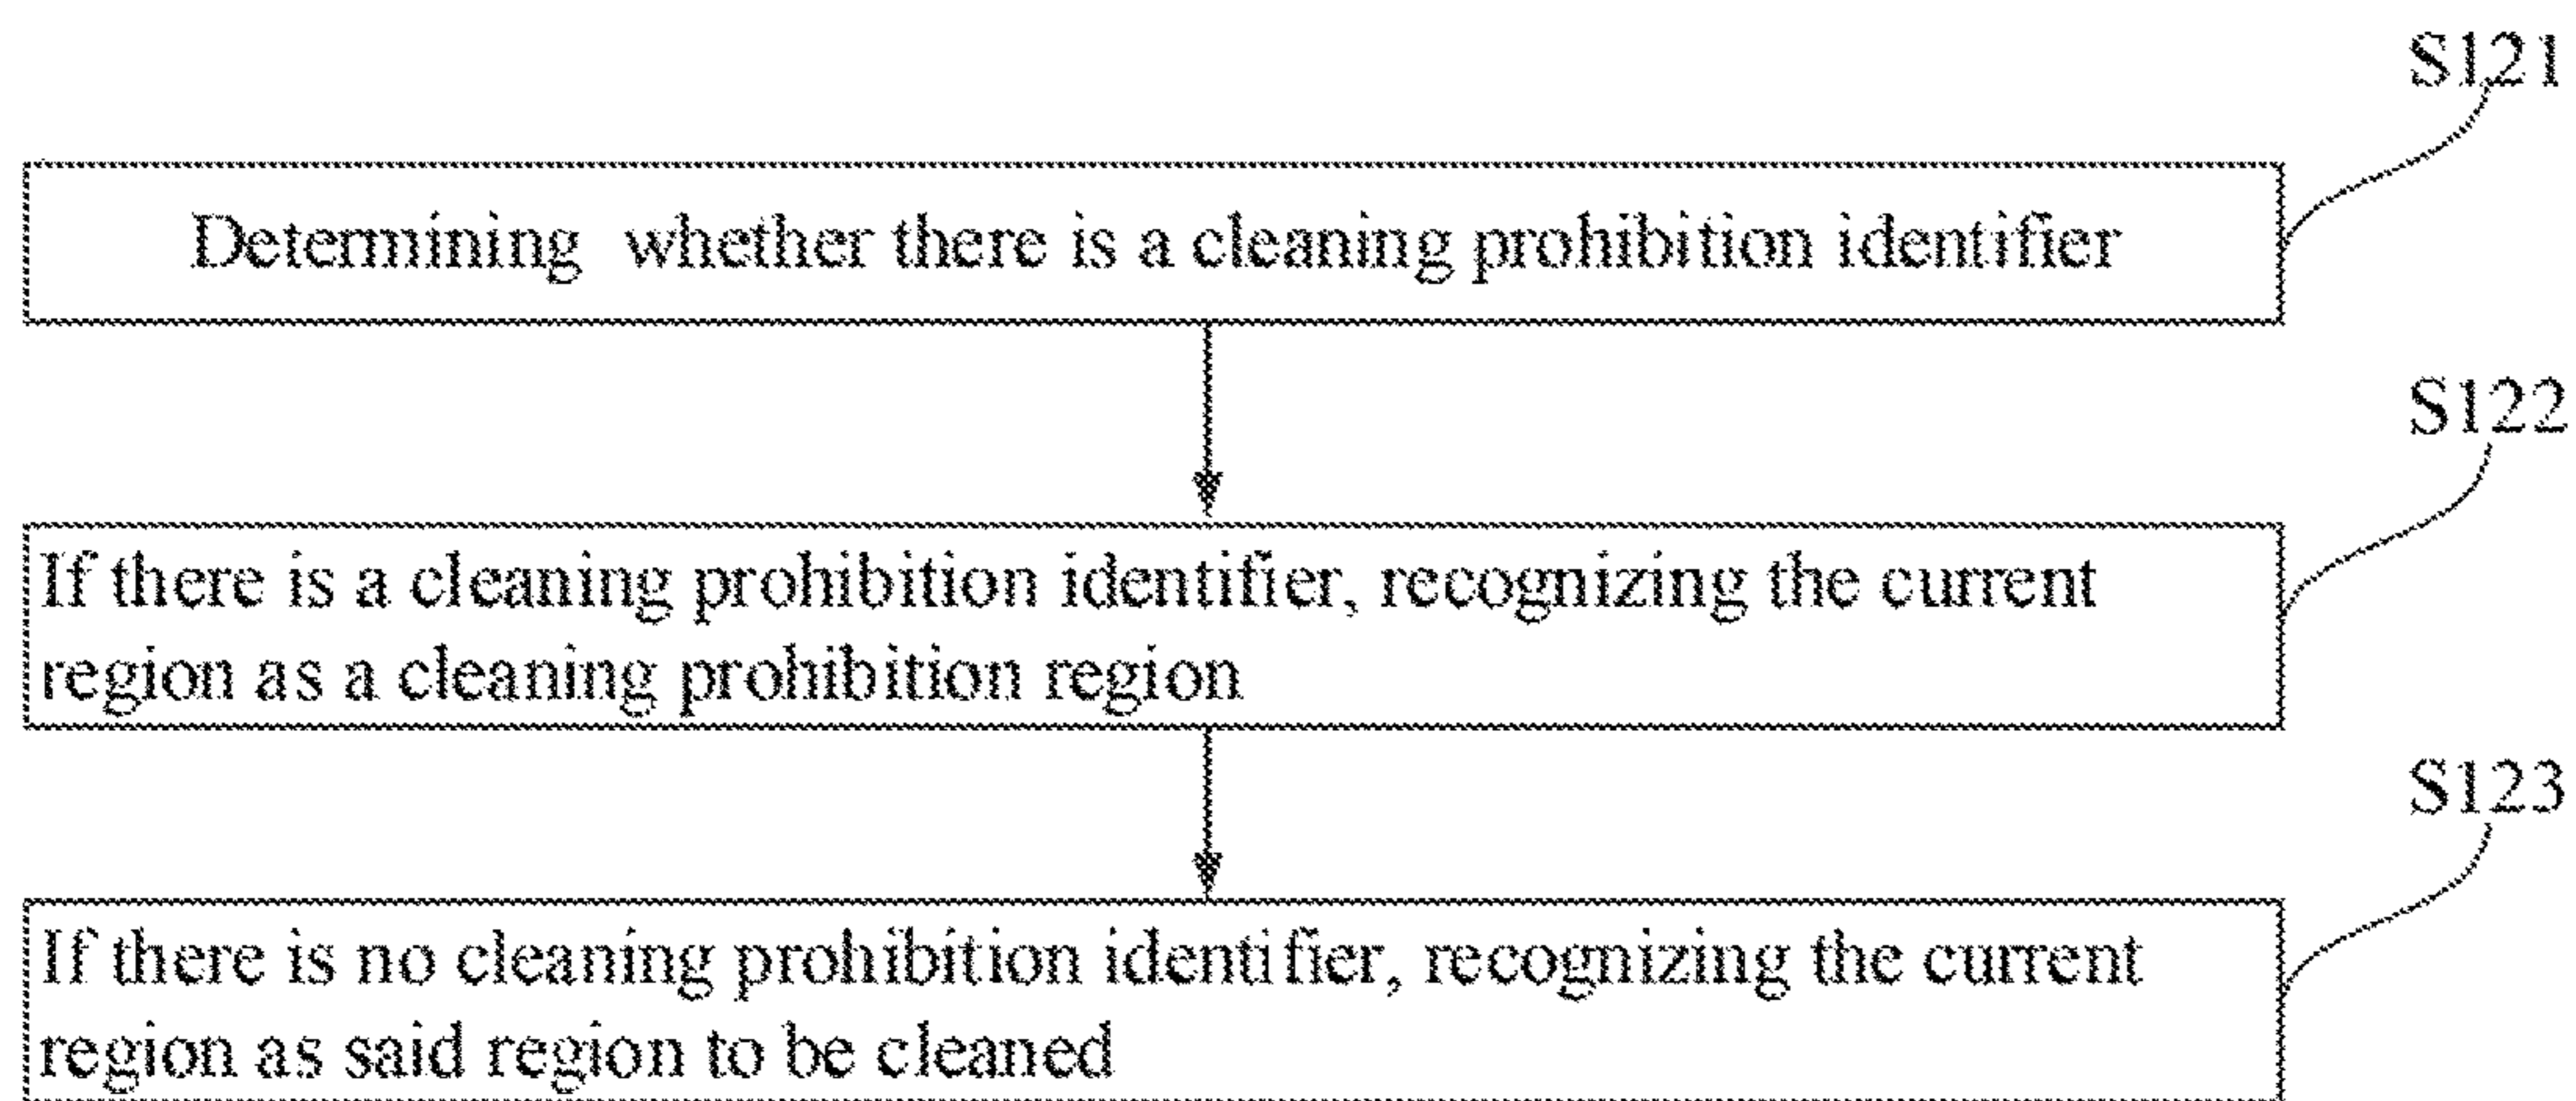 S121
Determining whether there is a cleaning prohibition identifier
S122
If there is a cleaning prohibition identifier, recognizing the current
region as a cleaning prohibition region
S123
If there is no cleaning prohibition identifier, recognizing the current
region as said region to be cleaned